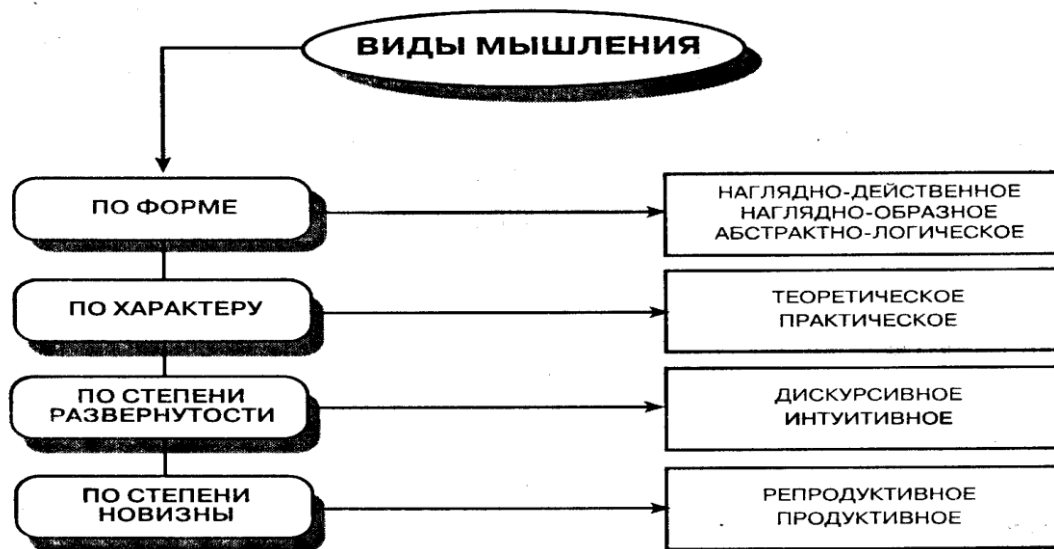 ВИДЫ МЫШЛЕНИЯ
ПО ФОРМЕ
НАГЛЯДНО-ДЕЙСТВЕННОЕ
НАГЛЯДНО-ОБРАЗНОЕ
АБСТРАКТНО-ЛОГИЧЕСКОЕ
ПО ХАРАКТЕРУ
ТЕОРЕТИЧЕСКОЕ
ПРАКТИЧЕСКОЕ
ПО СТЕПЕНИ
РАЗВЕРНУТОСТИ
ДИСКУРСИВНОЕ
ИНТУИТИВНОЕ
ПО СТЕПЕНИ
НОВИЗНЫ
РЕПРОДУКТИВНОЕ
ПРОДУКТИВНОЕ